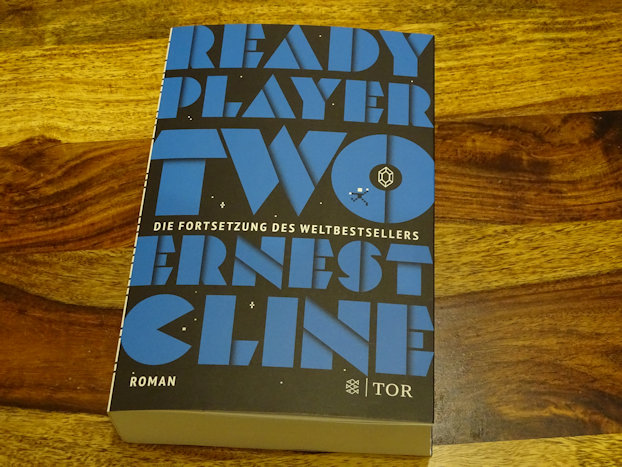 READY
PLAYER
TWO
DIE FORTSETZUNG DES WELTBESTSELLERS
ERNEST
CLINE
ROMAN
TOR